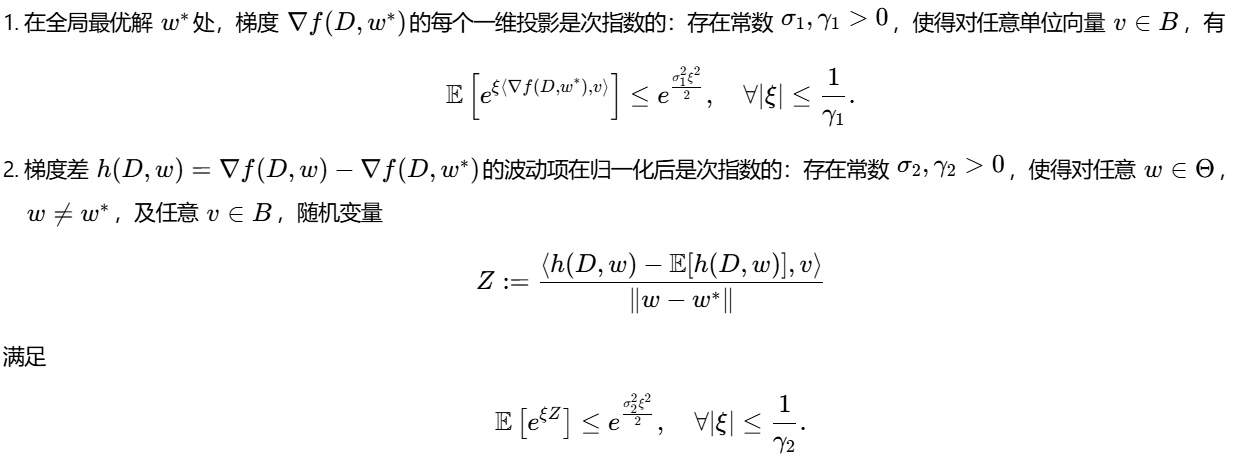 1. 在全局最优解 w* 处，梯度 ∇f(D, w*)的每个一维投影是次指数的：存在常数 σ₁, γ₁ > 0，使得对任意单位向量 v ∈ B，有
𝔼[e^{ξ⟨∇f(D,w*),v⟩}] ≤ e^{σ₁²ξ²/2}, ∀|ξ| ≤ 1/γ₁.
2. 梯度差 h(D, w) = ∇f(D, w) − ∇f(D, w*)的波动项在归一化后是次指数的：存在常数 σ₂, γ₂ > 0，使得对任意 w ∈ Θ，
w ≠ w*，及任意 v ∈ B，随机变量
Z := ⟨h(D, w) − 𝔼[h(D, w)], v⟩ / ‖w − w*‖
满足
𝔼[e^{ξZ}] ≤ e^{σ₂²ξ²/2}, ∀|ξ| ≤ 1/γ₂.